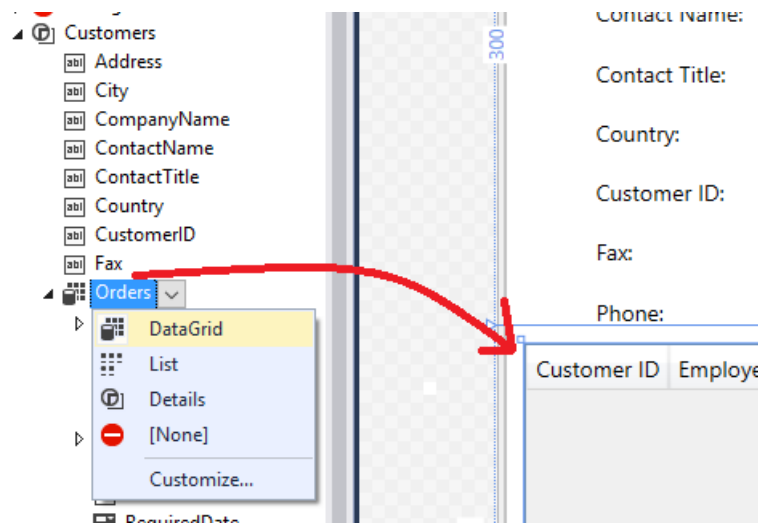 Customers
Address
City
CompanyName
ContactName
ContactTitle
Country
CustomerID
Fax
Orders
DataGrid
List
Details
[None]
Customize...
RequiredDate
300
Contact Name:
Contact Title:
Country:
Customer ID:
Fax:
Phone:
Customer ID Employe